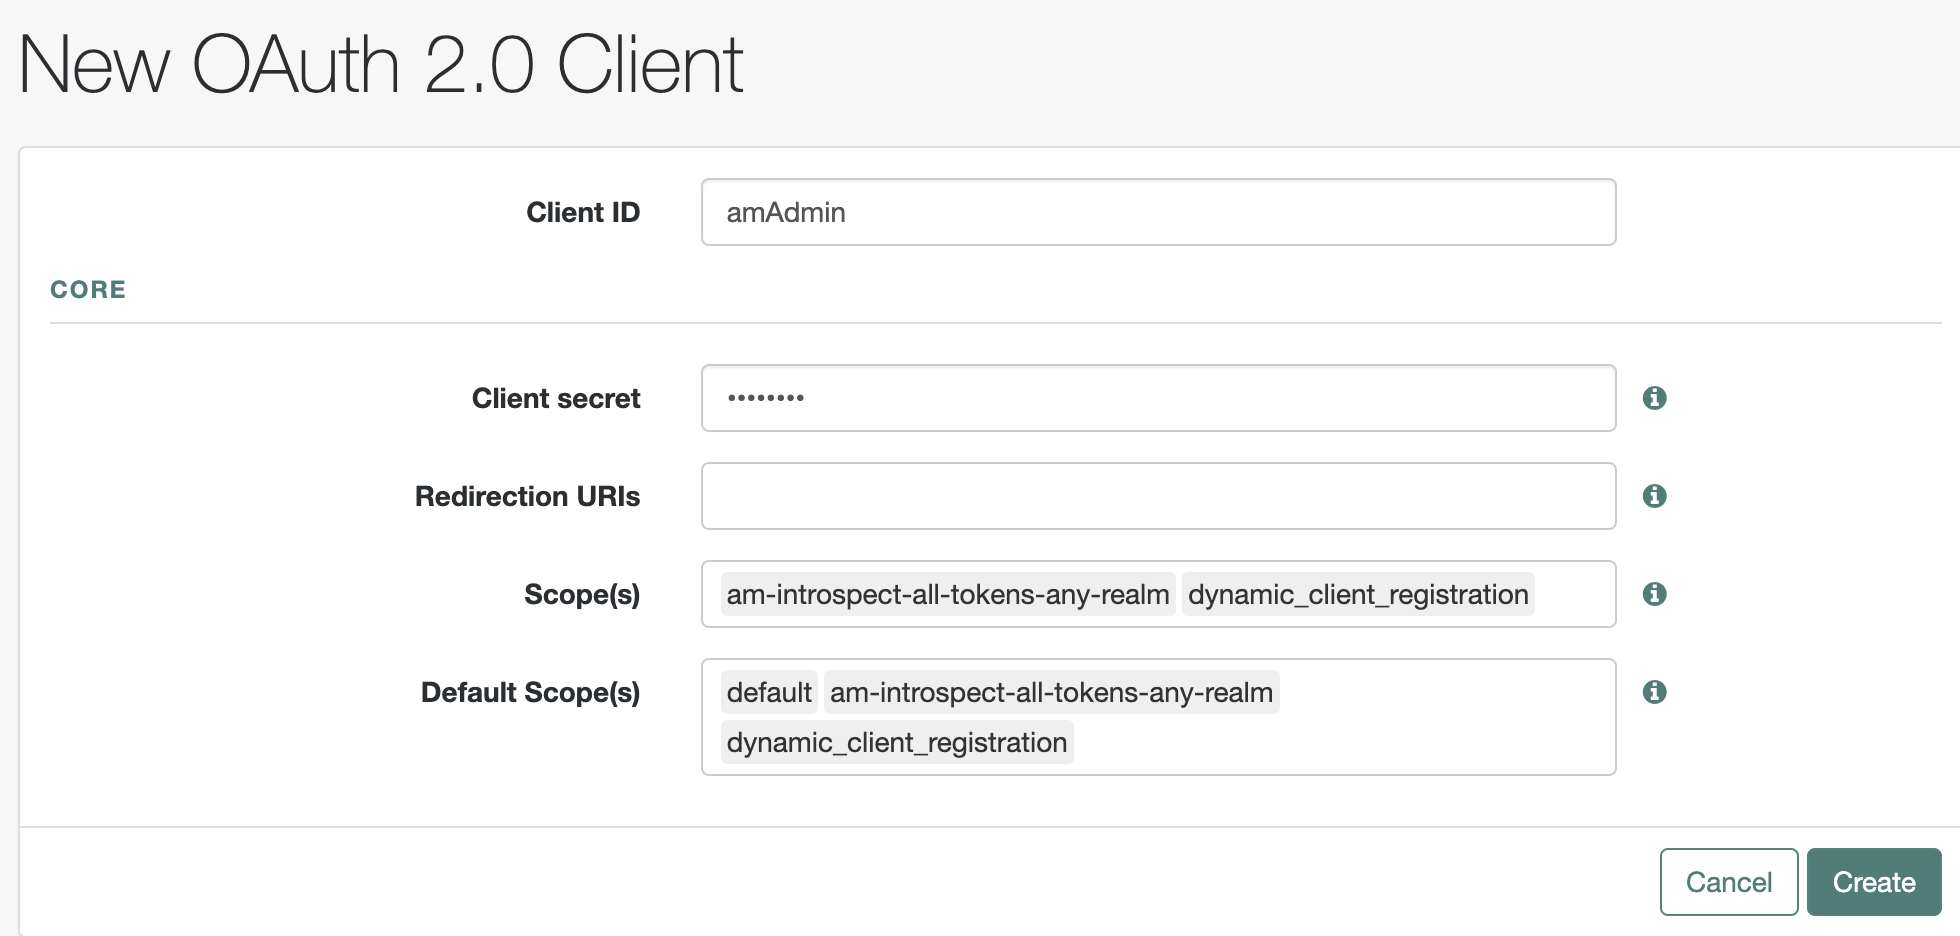 New OAuth 2.0 Client
Client ID amAdmin
CORE
Client secret ••••••••
Redirection URIs
Scope(s) am-introspect-all-tokens-any-realm dynamic_client_registration
Default Scope(s) default am-introspect-all-tokens-any-realm
dynamic_client_registration
Cancel Create